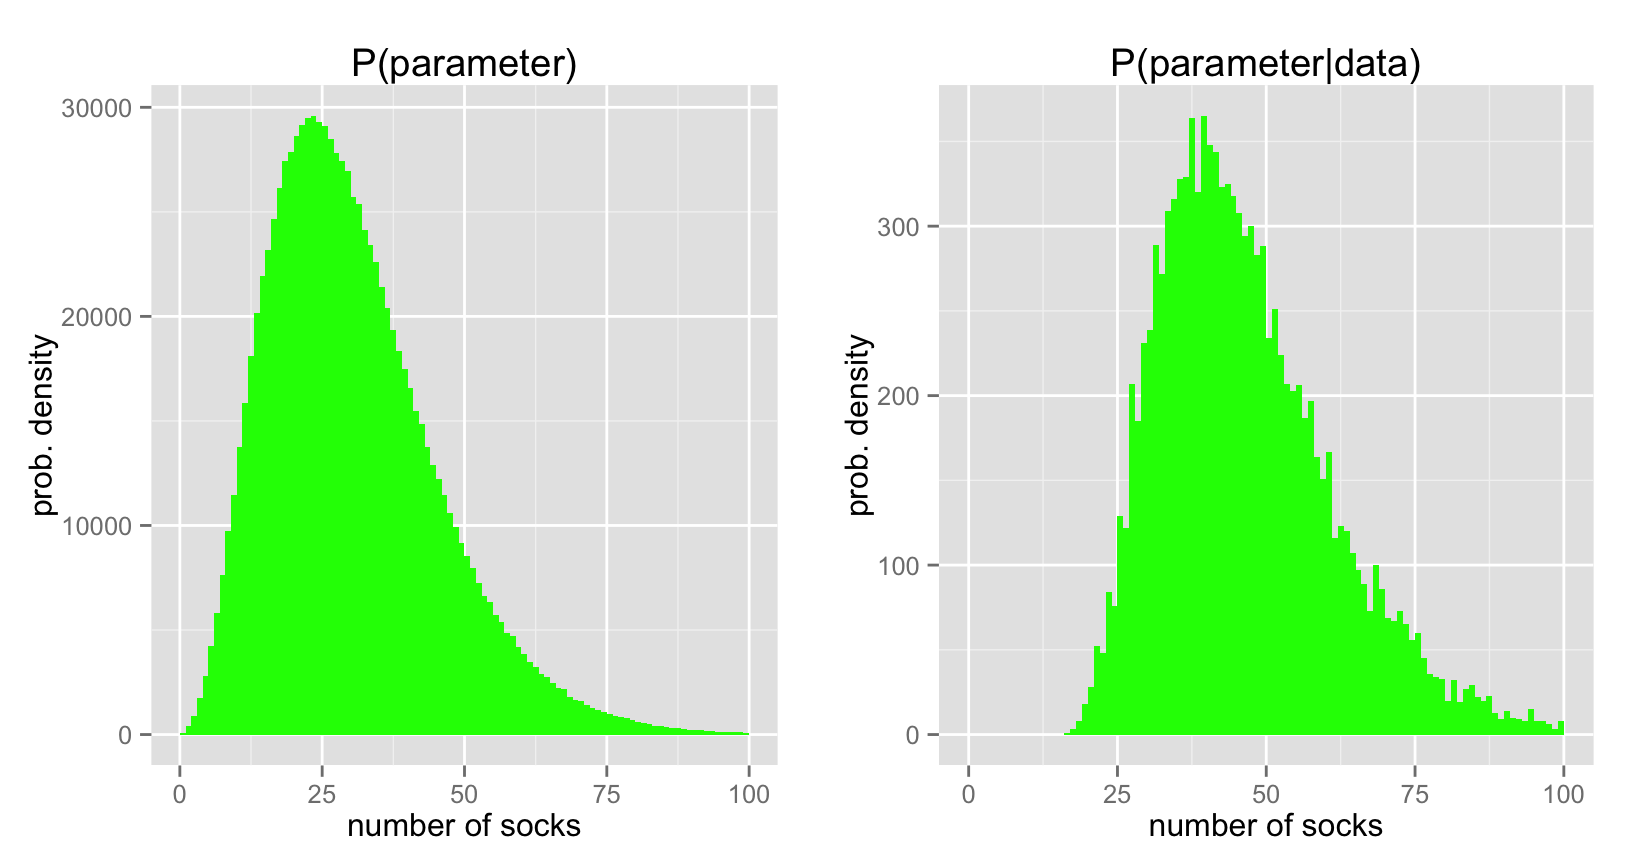 P(parameter)
prob. density
30000
20000
10000
0
0 25 50 75 100
number of socks
P(parameter|data)
prob. density
300
200
100
0
0 25 50 75 100
number of socks